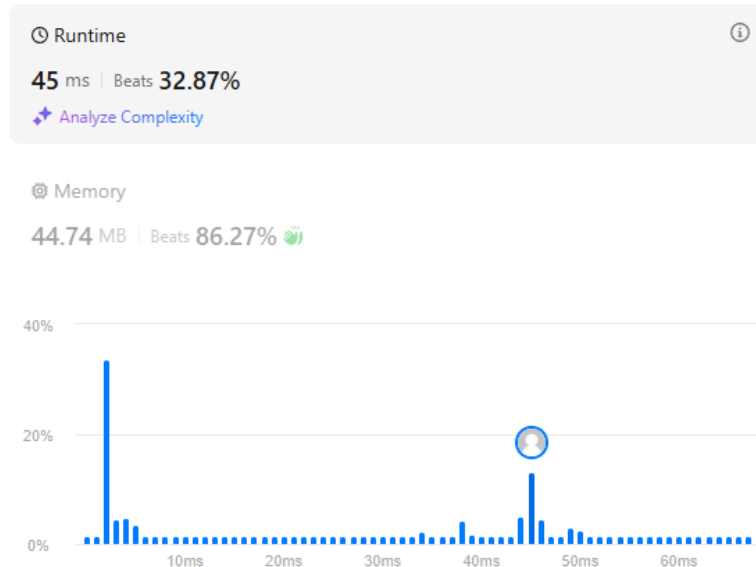 Runtime
45 ms | Beats 32.87%
Analyze Complexity
Memory
44.74 MB | Beats 86.27%
40%
20%
0%
10ms 20ms 30ms 40ms 50ms 60ms